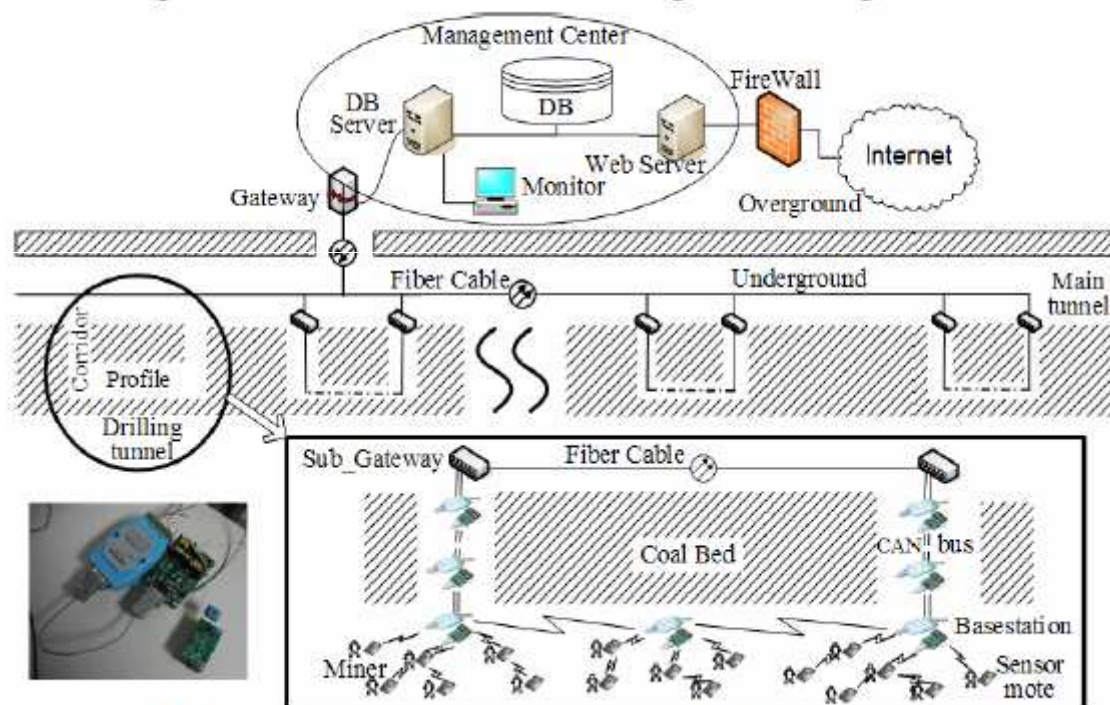 Management Center
FireWall
DB
Server
DB
Web Server
Internet
Gateway
Monitor
Overground
Fiber Cable
Underground
Main
tunnel
Corridor
Profile
Drilling
tunnel
Sub_Gateway
Fiber Cable
Coal Bed
CAN bus
Basestation
Miner
Sensor
mote